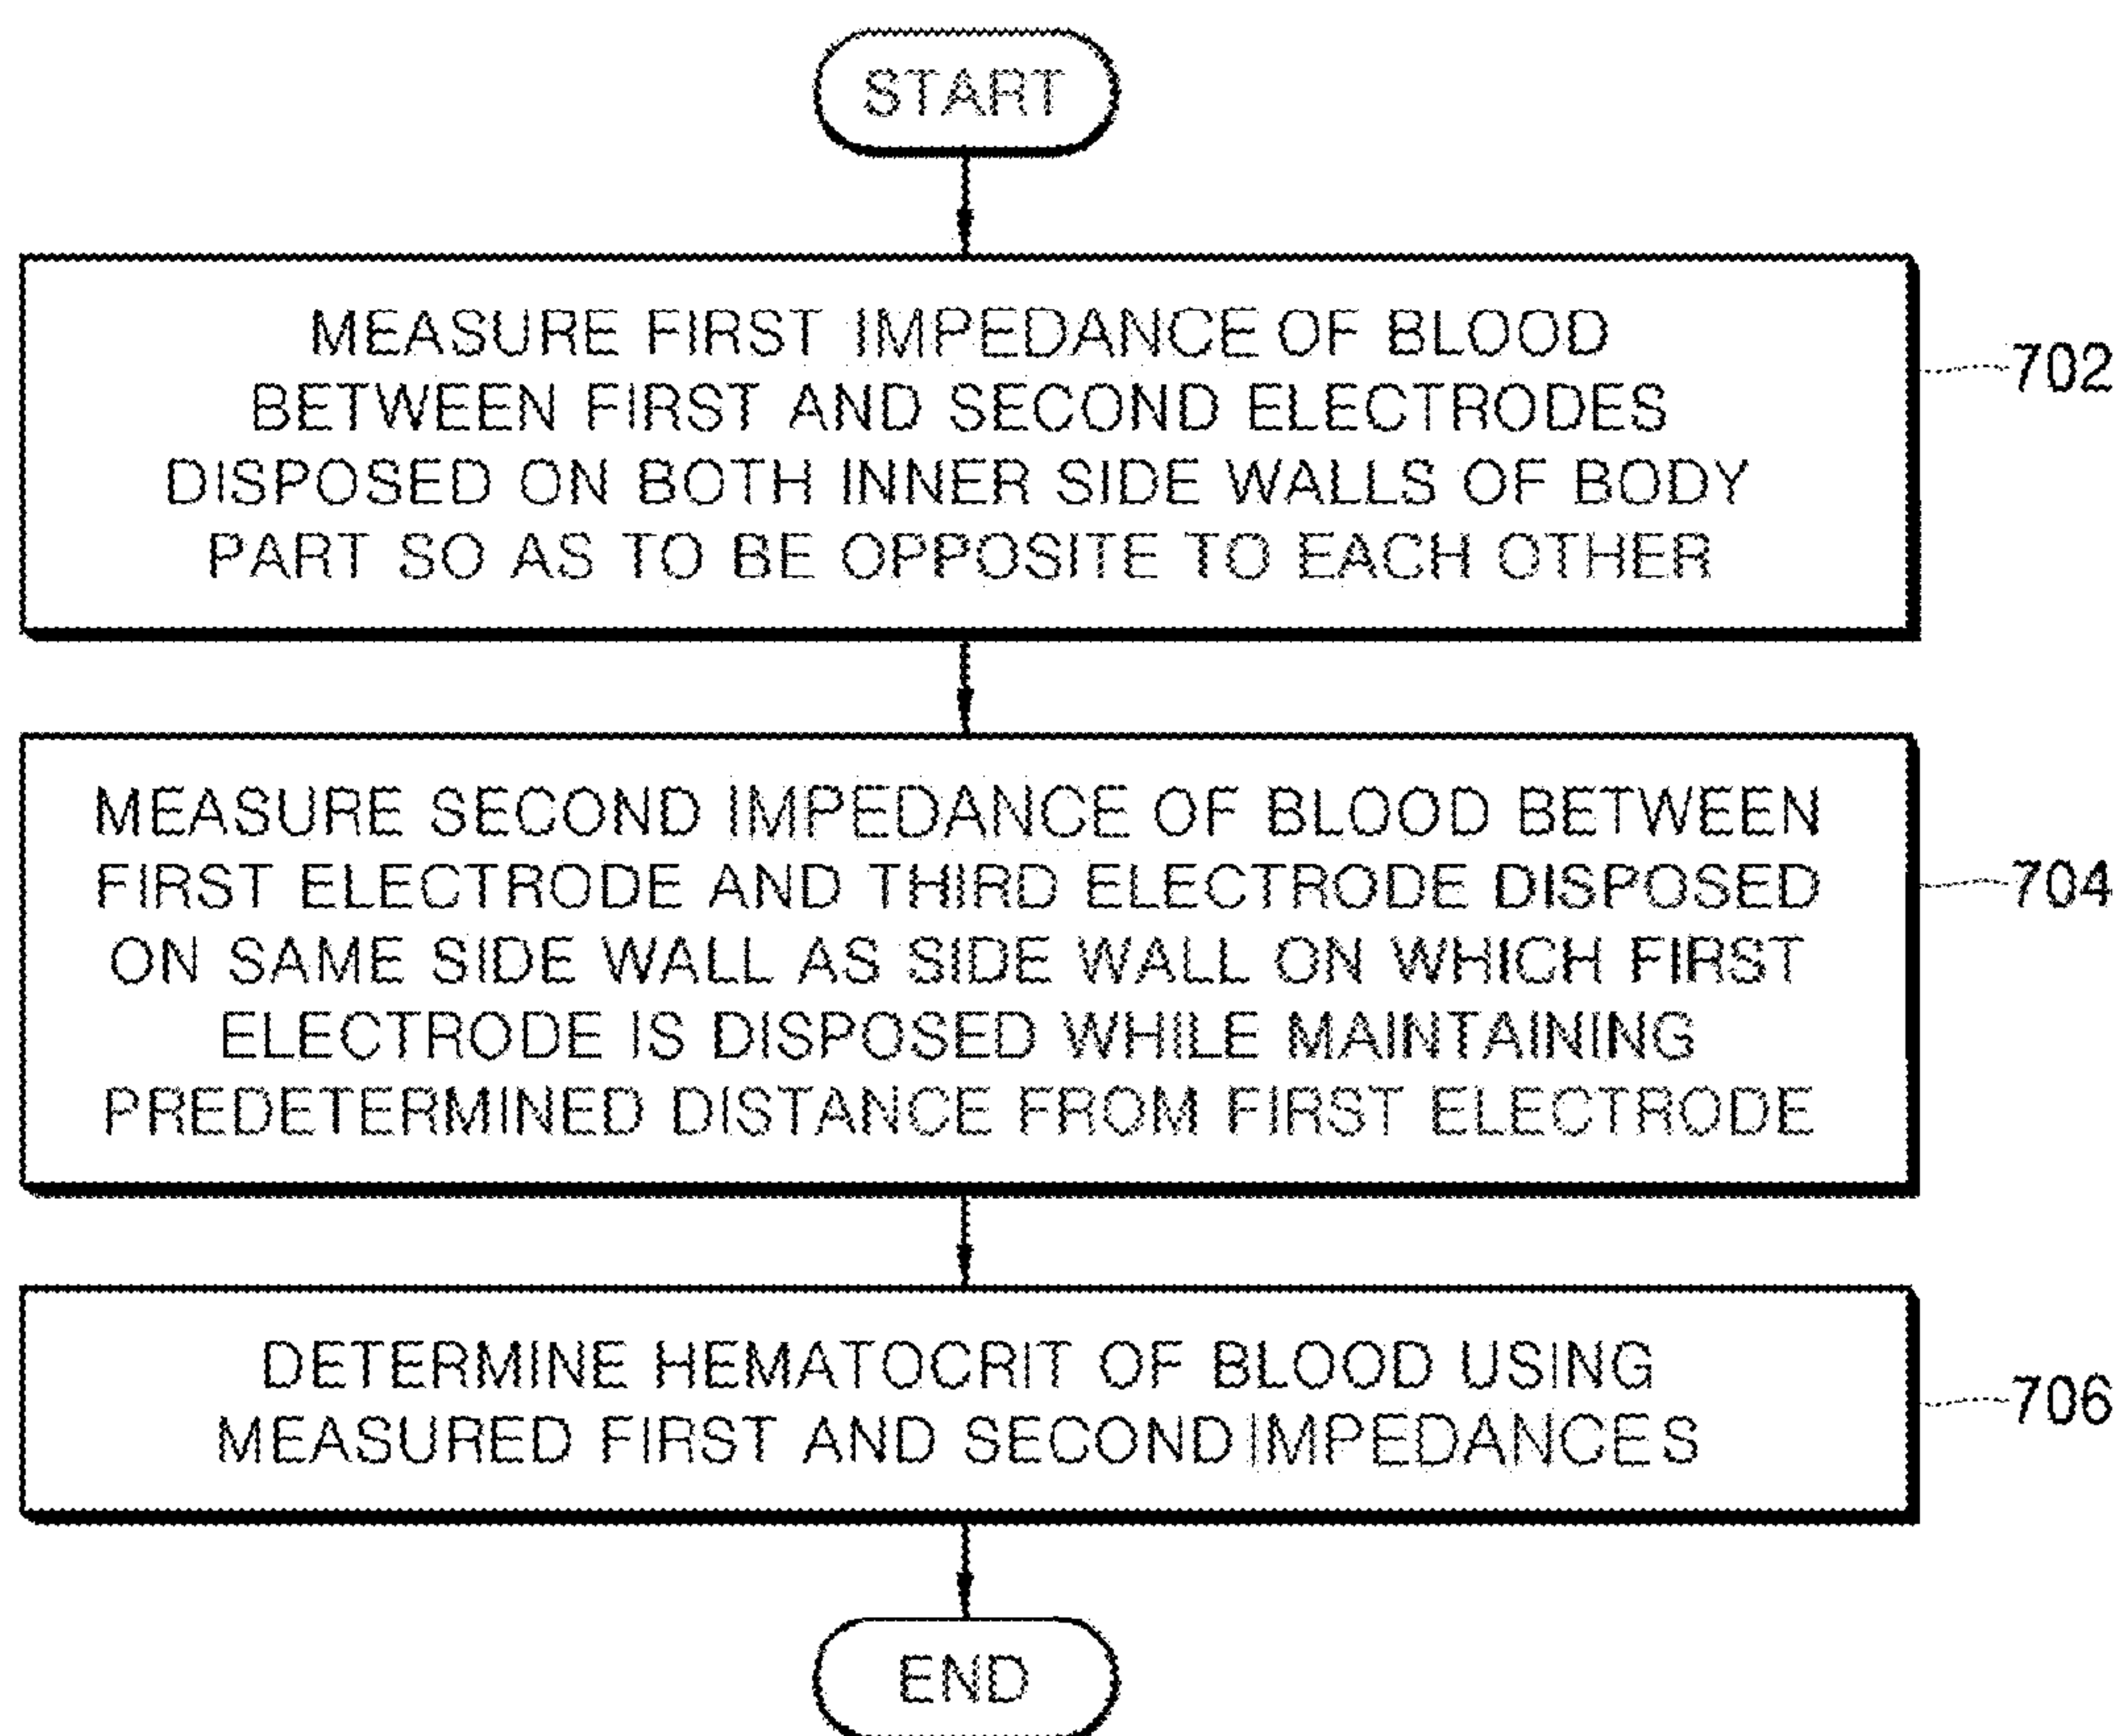 START
MEASURE FIRST IMPEDANCE OF BLOOD
BETWEEN FIRST AND SECOND ELECTRODES
DISPOSED ON BOTH INNER SIDE WALLS OF BODY
PART SO AS TO BE OPPOSITE TO EACH OTHER
702
MEASURE SECOND IMPEDANCE OF BLOOD BETWEEN
FIRST ELECTRODE AND THIRD ELECTRODE DISPOSED
ON SAME SIDE WALL AS SIDE WALL ON WHICH FIRST
ELECTRODE IS DISPOSED WHILE MAINTAINING
PREDETERMINED DISTANCE FROM FIRST ELECTRODE
704
DETERMINE HEMATOCRIT OF BLOOD USING
MEASURED FIRST AND SECOND IMPEDANCES
706
END